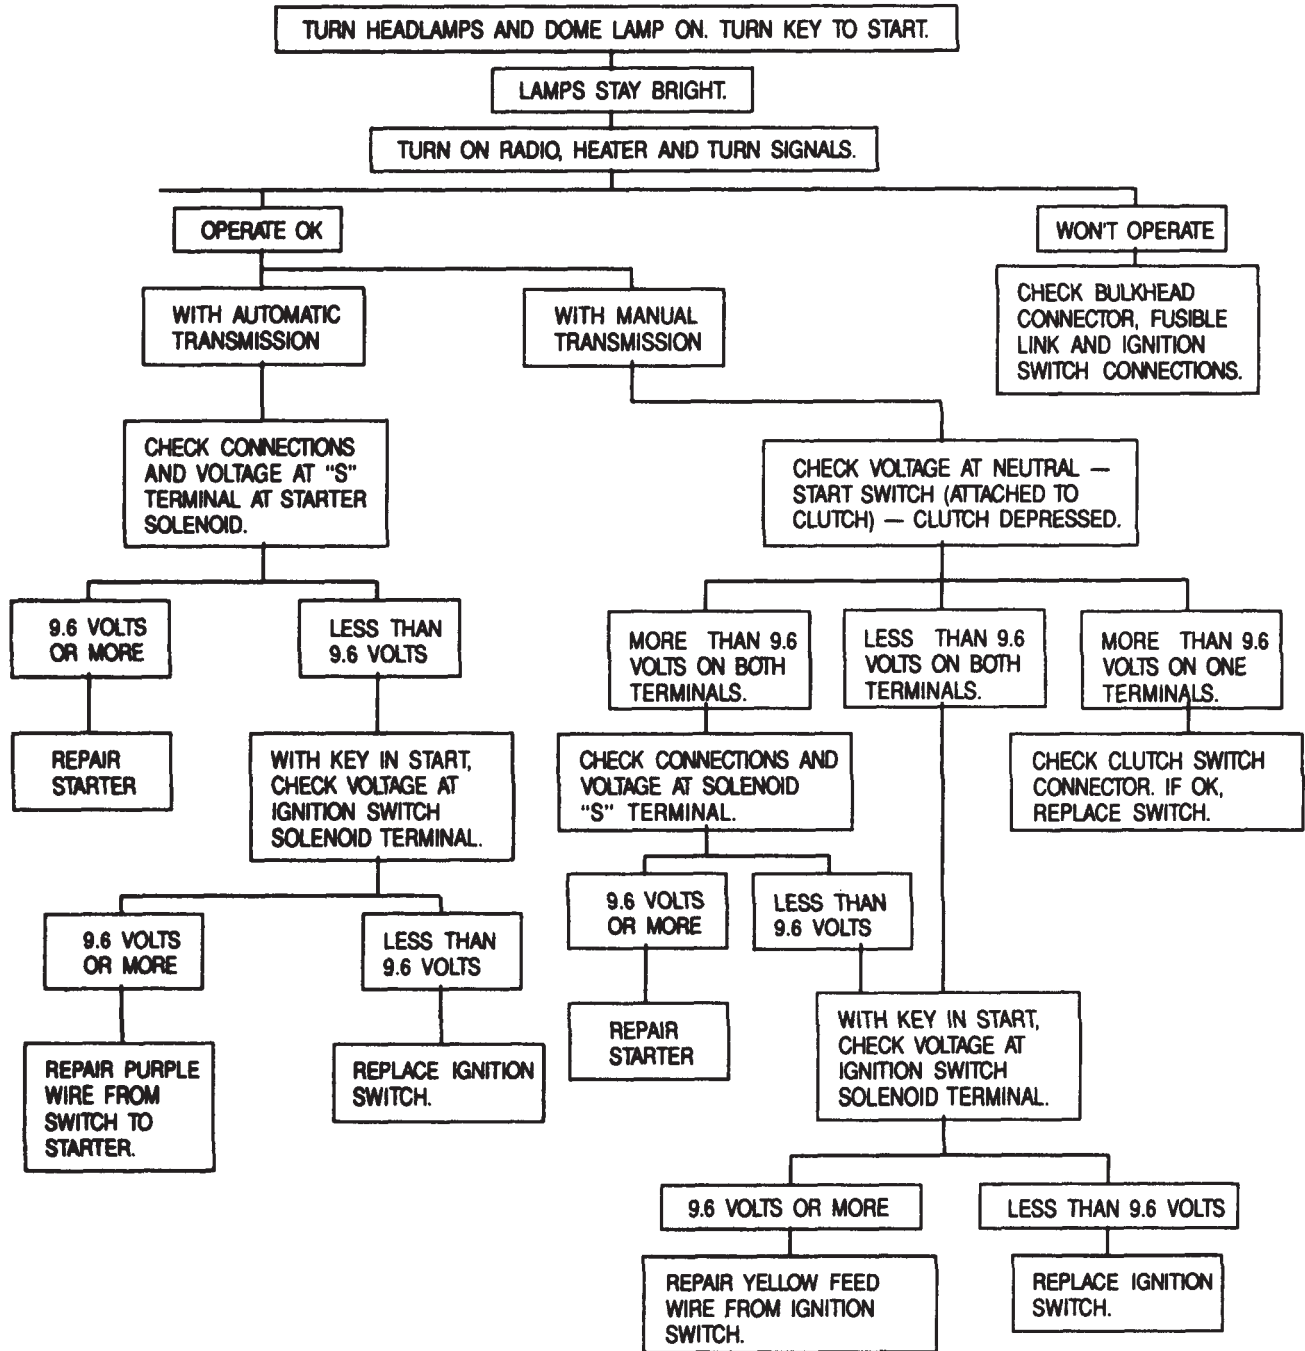 TURN HEADLAMPS AND DOME LAMP ON. TURN KEY TO START.
LAMPS STAY BRIGHT.
TURN ON RADIO, HEATER AND TURN SIGNALS.
OPERATE OK
WON'T OPERATE
WITH AUTOMATIC
TRANSMISSION
WITH MANUAL
TRANSMISSION
CHECK BULKHEAD
CONNECTOR, FUSIBLE
LINK AND IGNITION
SWITCH CONNECTIONS.
CHECK CONNECTIONS
AND VOLTAGE AT "S"
TERMINAL AT STARTER
SOLENOID.
CHECK VOLTAGE AT NEUTRAL —
START SWITCH (ATTACHED TO
CLUTCH) — CLUTCH DEPRESSED.
9.6 VOLTS
OR MORE
LESS THAN
9.6 VOLTS
MORE THAN 9.6
VOLTS ON BOTH
TERMINALS.
LESS THAN 9.6
VOLTS ON BOTH
TERMINALS.
MORE THAN 9.6
VOLTS ON ONE
TERMINALS.
REPAIR
STARTER
WITH KEY IN START,
CHECK VOLTAGE AT
IGNITION SWITCH
SOLENOID TERMINAL.
CHECK CONNECTIONS AND
VOLTAGE AT SOLENOID
"S" TERMINAL.
CHECK CLUTCH SWITCH
CONNECTOR. IF OK,
REPLACE SWITCH.
9.6 VOLTS
OR MORE
LESS THAN
9.6 VOLTS
9.6 VOLTS
OR MORE
LESS THAN
9.6 VOLTS
REPAIR PURPLE
WIRE FROM
SWITCH TO
STARTER.
REPLACE IGNITION
SWITCH.
REPAIR
STARTER
WITH KEY IN START,
CHECK VOLTAGE AT
IGNITION SWITCH
SOLENOID TERMINAL.
9.6 VOLTS OR MORE
LESS THAN 9.6 VOLTS
REPAIR YELLOW FEED
WIRE FROM IGNITION
SWITCH.
REPLACE IGNITION
SWITCH.